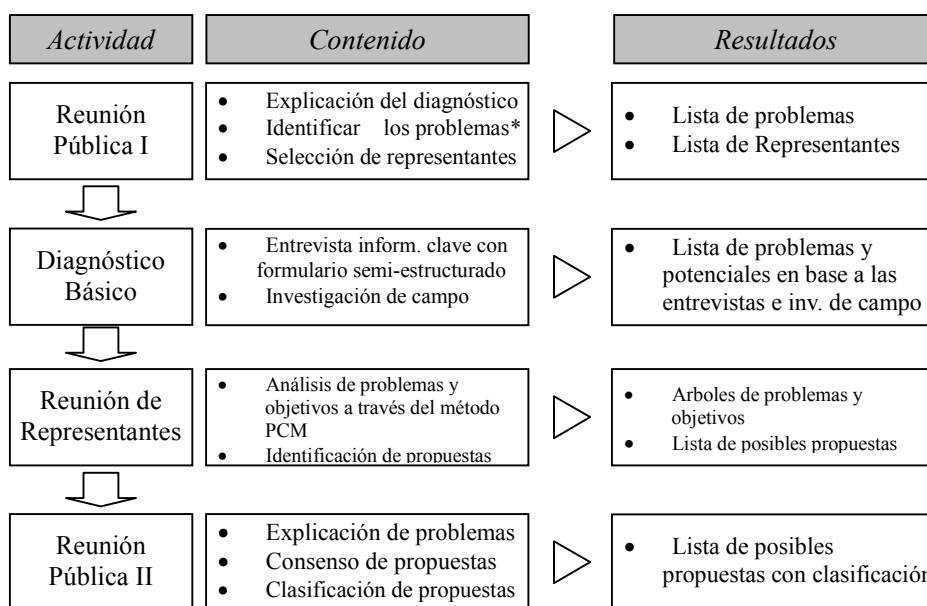 Actividad
Contenido
Resultados
Reunión
Pública I
• Explicación del diagnóstico
• Identificar los problemas*
• Selección de representantes
• Lista de problemas
• Lista de Representantes
Diagnóstico
Básico
• Entrevista inform. clave con
formulario semi-estructurado
• Investigación de campo
• Lista de problemas y
potenciales en base a las
entrevistas e inv. de campo
Reunión de
Representantes
• Análisis de problemas y
objetivos a través del método
PCM
• Identificación de propuestas
• Arboles de problemas y
objetivos
• Lista de posibles propuestas
Reunión
Pública II
• Explicación de problemas
• Consenso de propuestas
• Clasificación de propuestas
• Lista de posibles
propuestas con clasificación